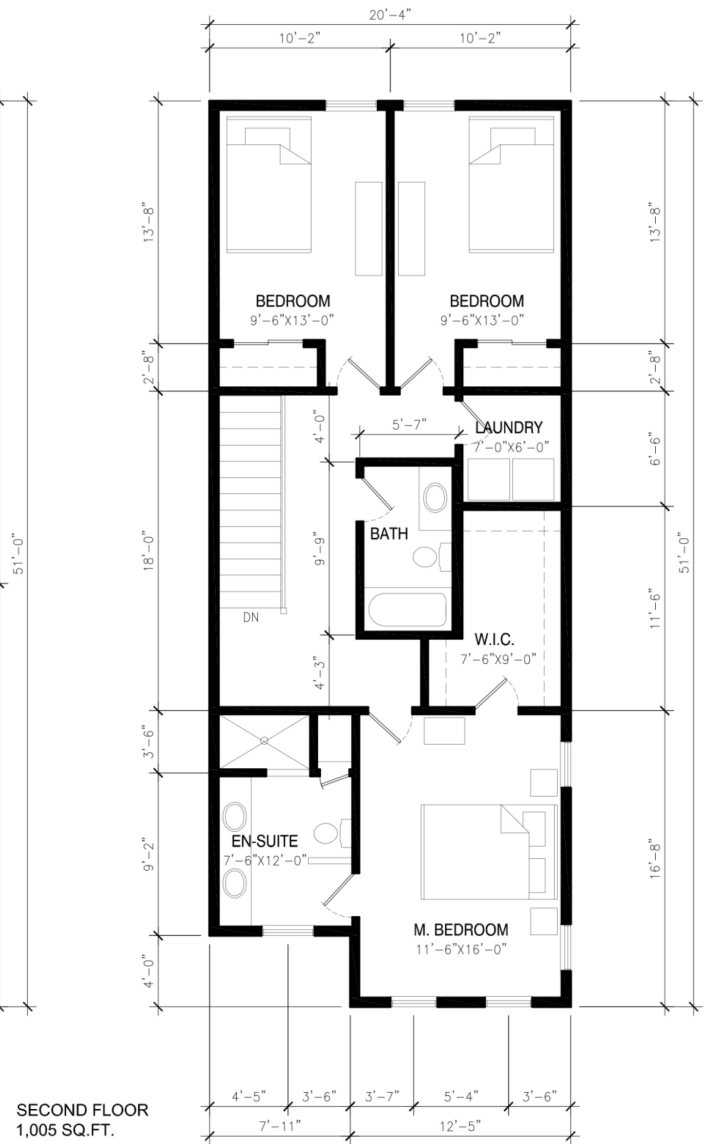 20'-4"
10'-2" 10'-2"
13'-8" 13'-8"
BEDROOM BEDROOM
9'-6"X13'-0" 9'-6"X13'-0"
2'-8" 2'-8"
4'-0" 5'-7" LAUNDRY 6'-6"
7'-0"X6'-0"
BATH
51'-0" 18'-0" 9'-9" 51'-0"
DN 11'-6"
W.I.C.
7'-6"X9'-0"
4'-3"
3'-6"
EN-SUITE 16'-8"
9'-2" 7'-6"X12'-0"
M. BEDROOM
11'-6"X16'-0"
4'-0"
4'-5" 3'-6" 3'-7" 5'-4" 3'-6"
7'-11" 12'-5"
SECOND FLOOR
1,005 SQ.FT.